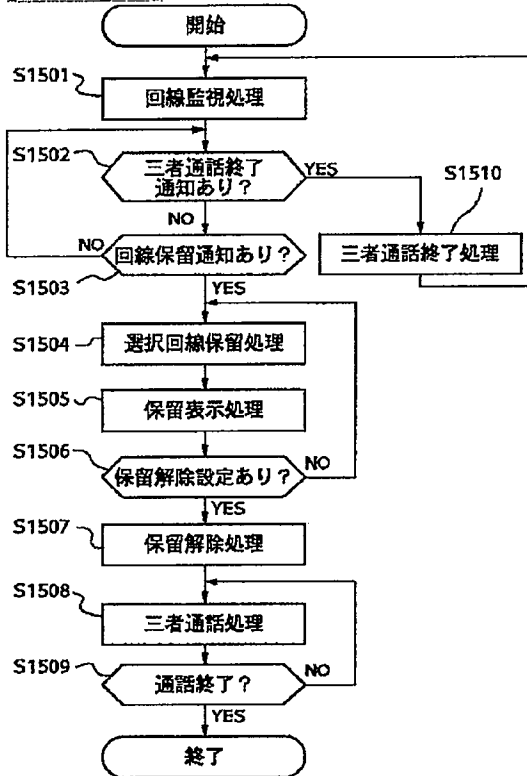 開始
S1501
回線監視処理
S1502
三者通話終了
通知あり？
YES
S1510
NO
三者通話終了処理
NO
回線保留通知あり？
S1503
YES
S1504
選択回線保留処理
S1505
保留表示処理
S1506
保留解除設定あり？
NO
YES
S1507
保留解除処理
S1508
三者通話処理
S1509
通話終了？
NO
YES
終了